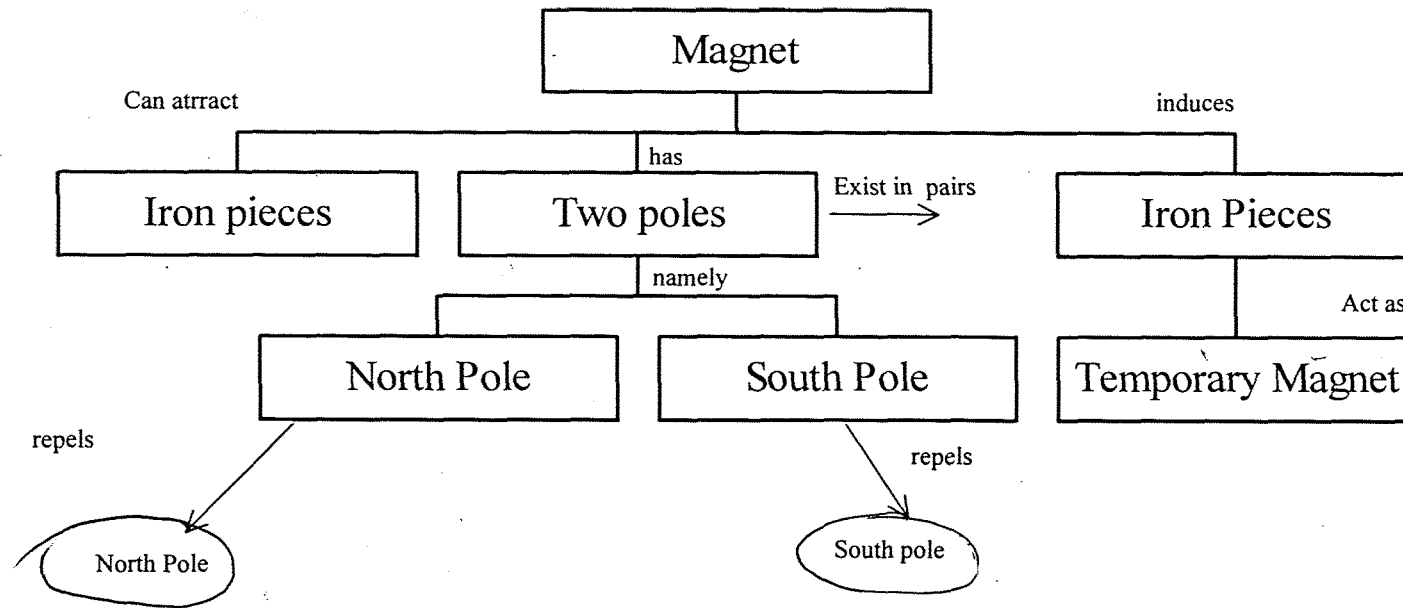 Magnet
Can atrract
induces
has
Iron pieces
Two poles
Exist in pairs
Iron Pieces
namely
Act as
North Pole
South Pole
Temporary Magnet
repels
repels
North Pole
South pole